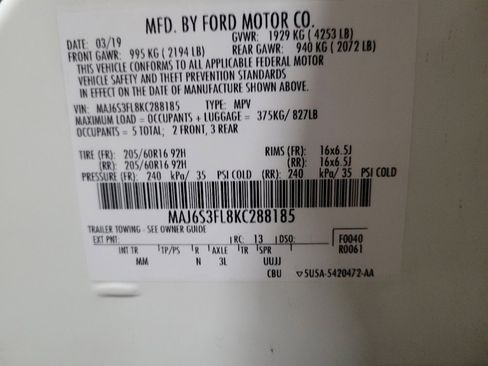 MFD. BY FORD MOTOR CO.
DATE: 03/19 GVWR: 1929 KG ( 4253 LB)
FRONT GAWR: 995 KG ( 2194 LB) REAR GAWR: 940 KG ( 2072 LB)
THIS VEHICLE CONFORMS TO ALL APPLICABLE FEDERAL MOTOR
VEHICLE SAFETY AND THEFT PREVENTION STANDARDS
IN EFFECT ON THE DATE OF MANUFACTURE SHOWN ABOVE.
VIN: MAJ6S3FL8KC288185 TYPE: MPV
MAXIMUM LOAD = OCCUPANTS + LUGGAGE = 375KG/ 827LB
OCCUPANTS = 5 TOTAL; 2 FRONT, 3 REAR
TIRE (FR): 205/60R16 92H RIMS (FR): 16x6.5J
(RR): 205/60R16 92H (RR): 16x6.5J
PRESSURE (FR): 240 kPa/ 35 PSI COLD (RR): 240 kPa/ 35 PSI COLD
MAJ6S3FL8KC288185
TRAILER TOWING - SEE OWNER GUIDE
EXT PNT: RC: 13 DSO: F0040
INT TR TP/PS R AXLE TR SPR R0061
MM N 3L UUJJ
CBU 5U5A-5420472-AA